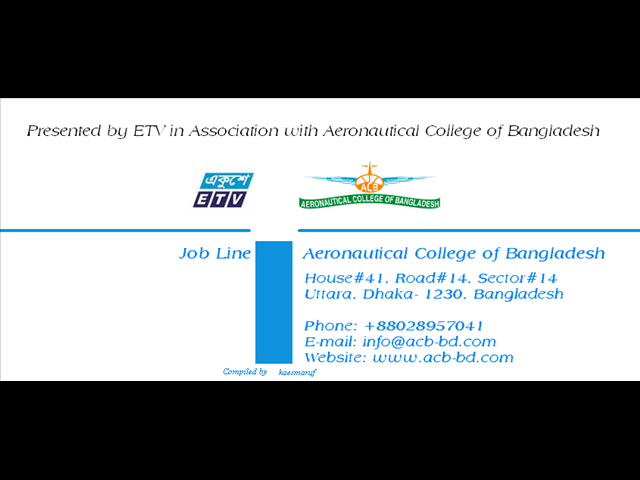 Presented by ETV in Association with Aeronautical College of Bangladesh
একুশে
ETV
ACB
AERONAUTICAL COLLEGE OF BANGLADESH
Job Line
Aeronautical College of Bangladesh
House#41, Road#14, Sector#14
Uttara, Dhaka- 1230, Bangladesh
Phone: +88028957041
E-mail: info@acb-bd.com
Website: www.acb-bd.com
Compiled by